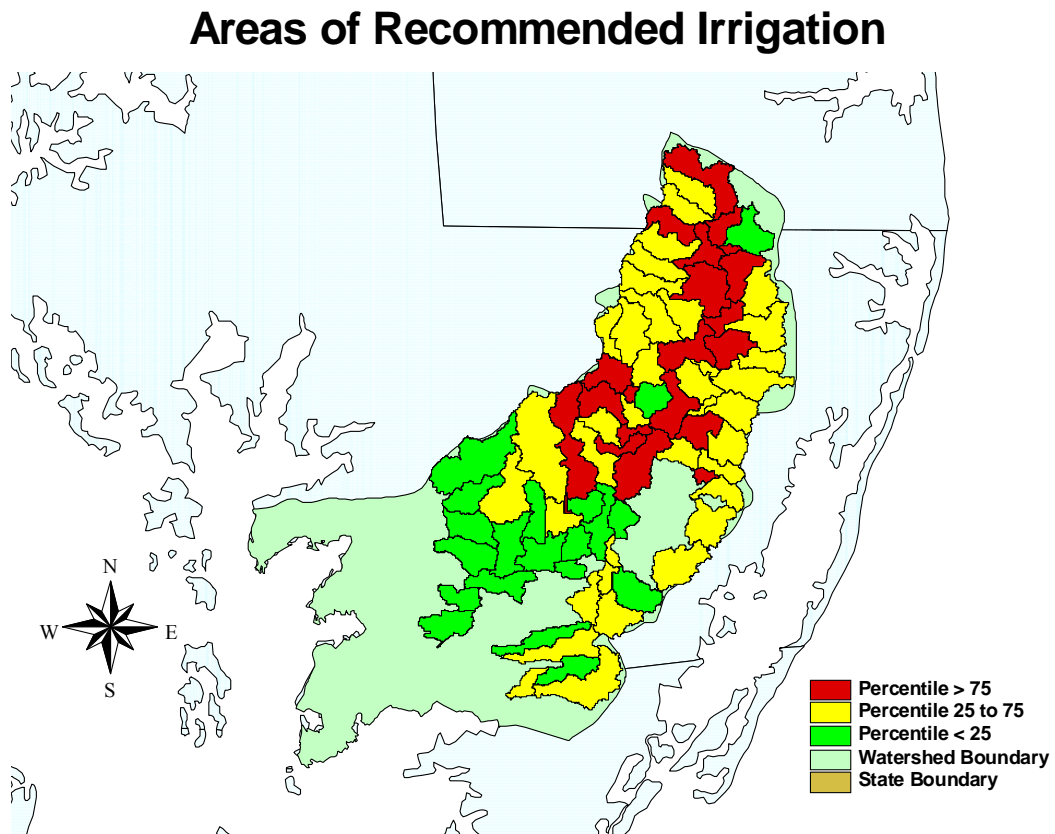 Areas of Recommended Irrigation
N
W
E
S
Percentile > 75
Percentile 25 to 75
Percentile < 25
Watershed Boundary
State Boundary